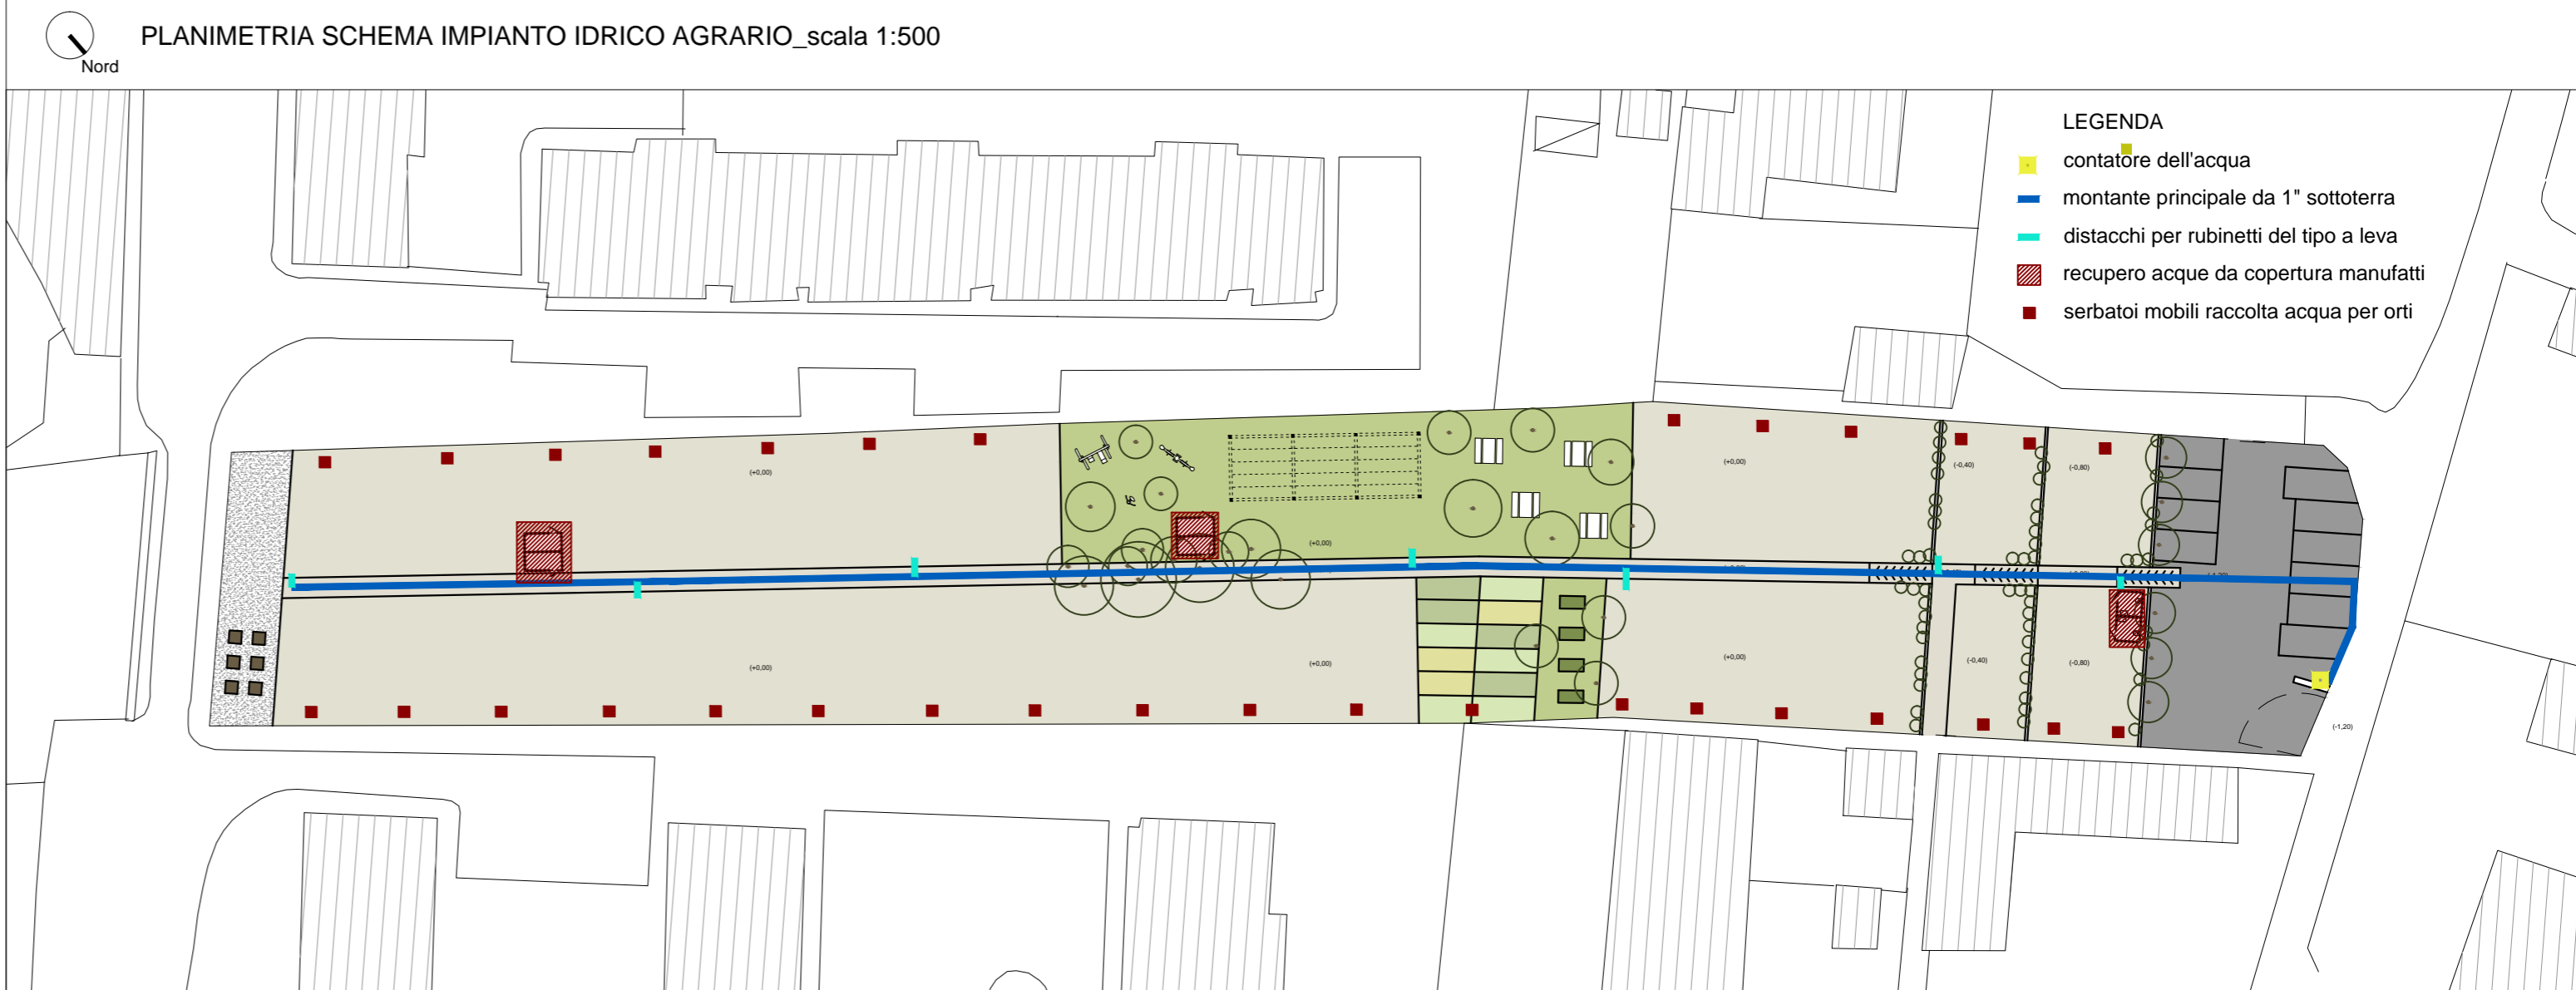 PLANIMETRIA SCHEMA IMPIANTO IDRICO AGRARIO_scala 1:500
Nord
LEGENDA
contatore dell'acqua
montante principale da 1" sottoterra
distacchi per rubinetti del tipo a leva
recupero acque da copertura manufatti
serbatoi mobili raccolta acqua per orti
(+0,00)
(+0,00)
(+0,00)
(-0,40)
(-0,80)
(+0,00)
(+0,00)
(+0,00)
(-0,40)
(-0,80)
(-1,20)